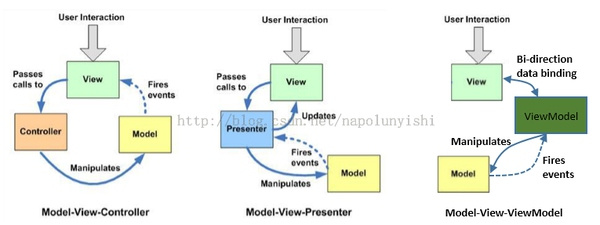 User Interaction
View
Passes
calls to
Fires
events
Controller
Model
Manipulates
Model-View-Controller
User Interaction
View
Passes
calls to
Updates
Presenter
Fires
events
Manipulates
Model
Model-View-Presenter
User Interaction
View
Bi-direction
data binding
ViewModel
Manipulates
Fires
events
Model
Model-View-ViewModel
http://blog.csdn.net/napolunyishi